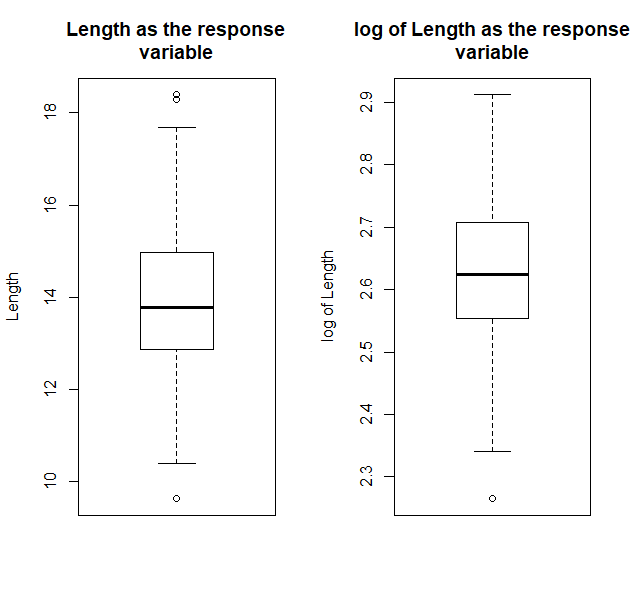 Length as the response
variable
Length
18
16
14
12
10
log of Length as the response
variable
log of Length
2.9
2.8
2.7
2.6
2.5
2.4
2.3